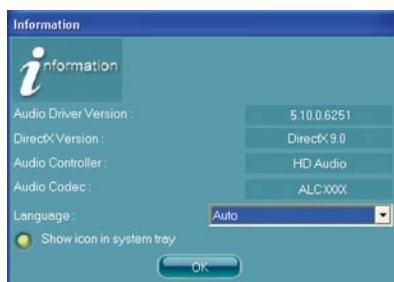 Information
information
Audio Driver Version : 5.10.0.6251
DirectX Version : DirectX 9.0
Audio Controller : HD Audio
Audio Codec : ALCXXXX
Language : Auto
Show icon in system tray
OK